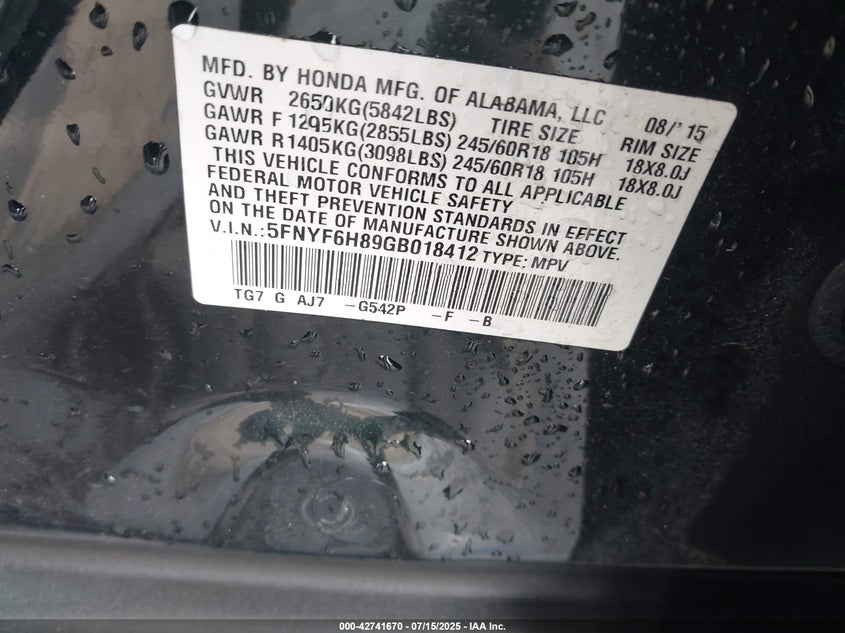 MFD. BY HONDA MFG. OF ALABAMA, LLC 08/'15
GVWR 2650KG(5842LBS) TIRE SIZE RIM SIZE
GAWR F 1295KG(2855LBS) 245/60R18 105H 18X8.0J
GAWR R 1405KG(3098LBS) 245/60R18 105H 18X8.0J
THIS VEHICLE CONFORMS TO ALL APPLICABLE
FEDERAL MOTOR VEHICLE SAFETY
AND THEFT PREVENTION STANDARDS IN EFFECT
ON THE DATE OF MANUFACTURE SHOWN ABOVE.
V.I.N.:5FNYF6H89GB018412 TYPE: MPV
TG7 G AJ7 -G542P -F -B
000-42741670 - 07/15/2025 - IAA Inc.